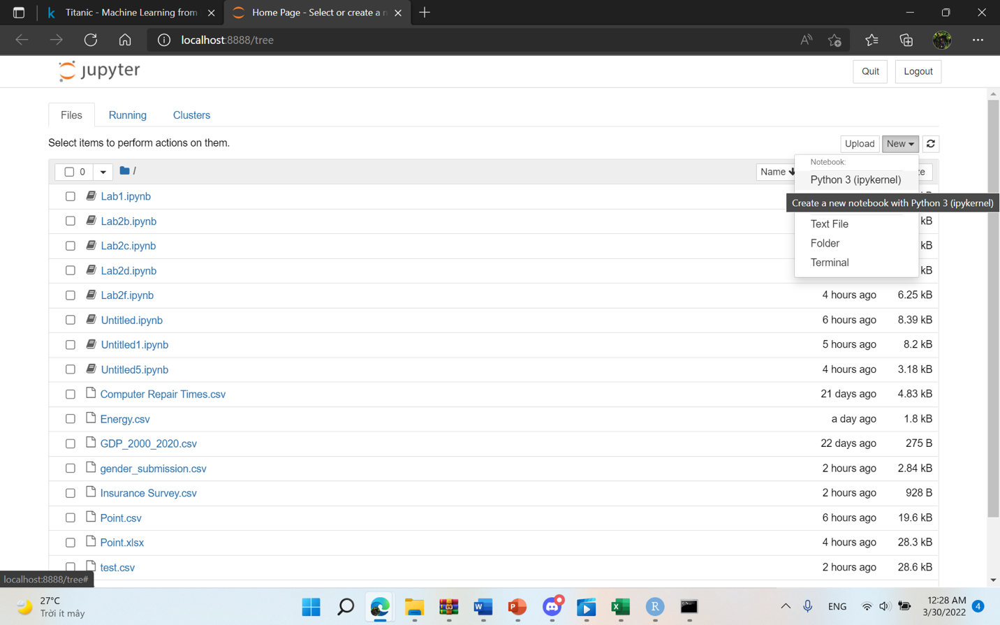 Titanic - Machine Learning from
Home Page - Select or create a n
localhost:8888/tree
jupyter
Quit
Logout
Files
Running
Clusters
Select items to perform actions on them.
Upload
New
0
/
Name
Notebook:
Python 3 (ipykernel)
Create a new notebook with Python 3 (ipykernel)
Text File
Folder
Terminal
Lab1.ipynb
Lab2b.ipynb kB
Lab2c.ipynb kB
Lab2d.ipynb kB
Lab2f.ipynb 4 hours ago 6.25 kB
Untitled.ipynb 6 hours ago 8.39 kB
Untitled1.ipynb 5 hours ago 8.2 kB
Untitled5.ipynb 4 hours ago 3.18 kB
Computer Repair Times.csv 21 days ago 4.83 kB
Energy.csv a day ago 1.8 kB
GDP_2000_2020.csv 22 days ago 275 B
gender_submission.csv 2 hours ago 2.84 kB
Insurance Survey.csv 2 hours ago 928 B
Point.csv 6 hours ago 19.6 kB
Point.xlsx 4 hours ago 28.3 kB
test.csv 2 hours ago 28.6 kB
localhost:8888/tree#
27°C
Trời ít mây
ENG
12:28 AM
3/30/2022
4